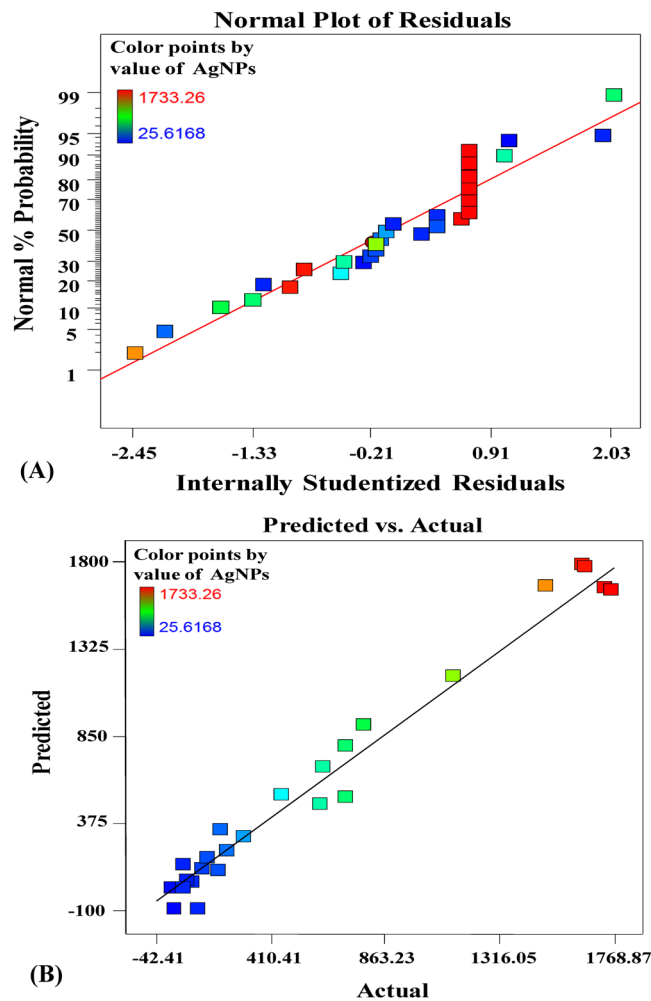 Normal Plot of Residuals
Color points by
value of AgNPs
1733.26
25.6168
Normal % Probability
99
95
90
80
70
50
30
20
10
5
1
-2.45 -1.33 -0.21 0.91 2.03
(A)
Internally Studentized Residuals
Predicted vs. Actual
Color points by
value of AgNPs
1733.26
25.6168
Predicted
1800
1325
850
375
-100
-42.41 410.41 863.23 1316.05 1768.87
(B)
Actual